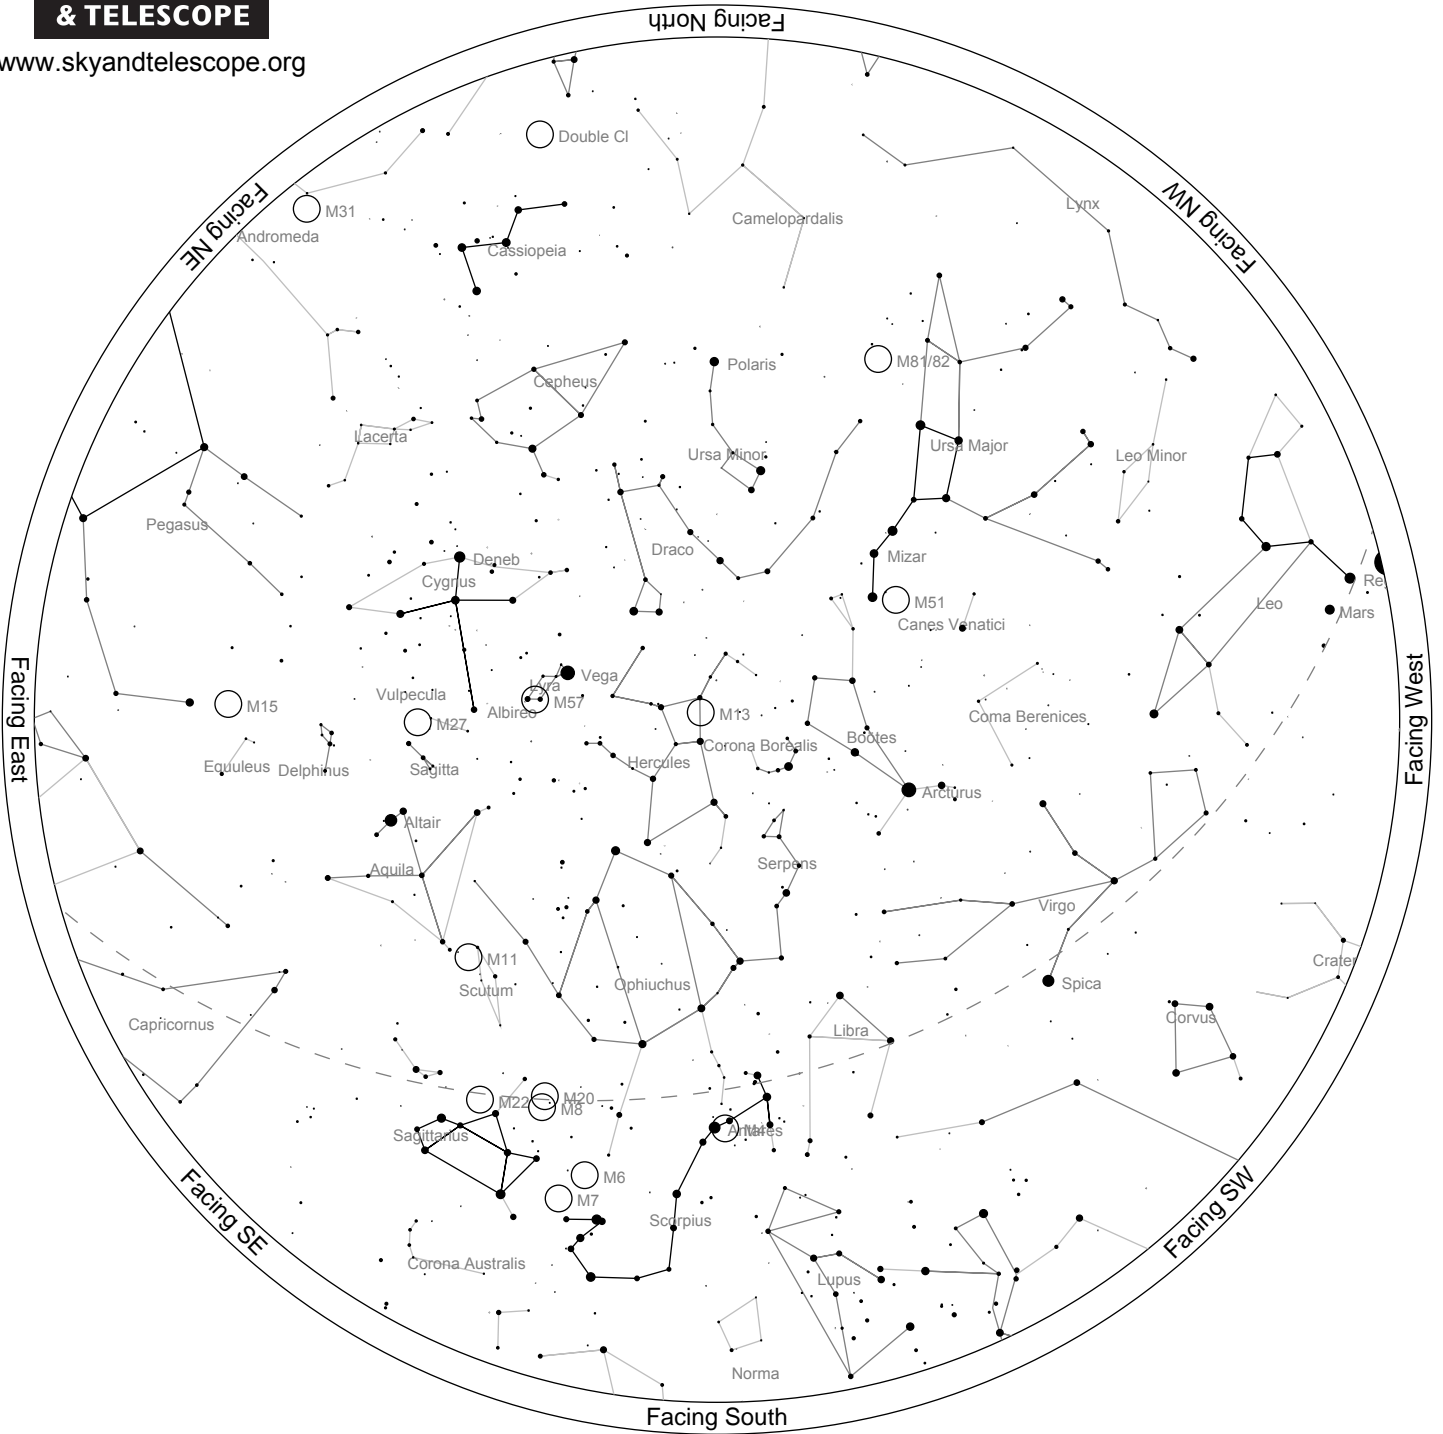 & TELESCOPE
www.skyandtelescope.org
Facing North
Double Cl
M31
Andromeda
Facing NE
Cassiopeia
Camelopardalis
Lynx
Facing NW
Polaris
M81/82
Cepheus
Lacerta
Ursa Minor
Ursa Major
Leo Minor
Pegasus
Deneb
Cygnus
Draco
Mizar
M51
Canes Venatici
Leo
Re
Mars
Vega
Lyra
M57
Albireo
Vulpecula
M27
M15
M13
Corona Borealis
Boötes
Coma Berenices
Facing East
Facing West
Equuleus
Delphinus
Sagitta
Hercules
Arcturus
Altair
Aquila
Serpens
Virgo
M11
Scutum
Ophiuchus
Spica
Crater
Capricornus
Libra
Corvus
M22
M20
M8
Sagittarius
Antares
M4
M6
M7
Scorpius
Facing SE
Facing SW
Corona Australis
Lupus
Norma
Facing South